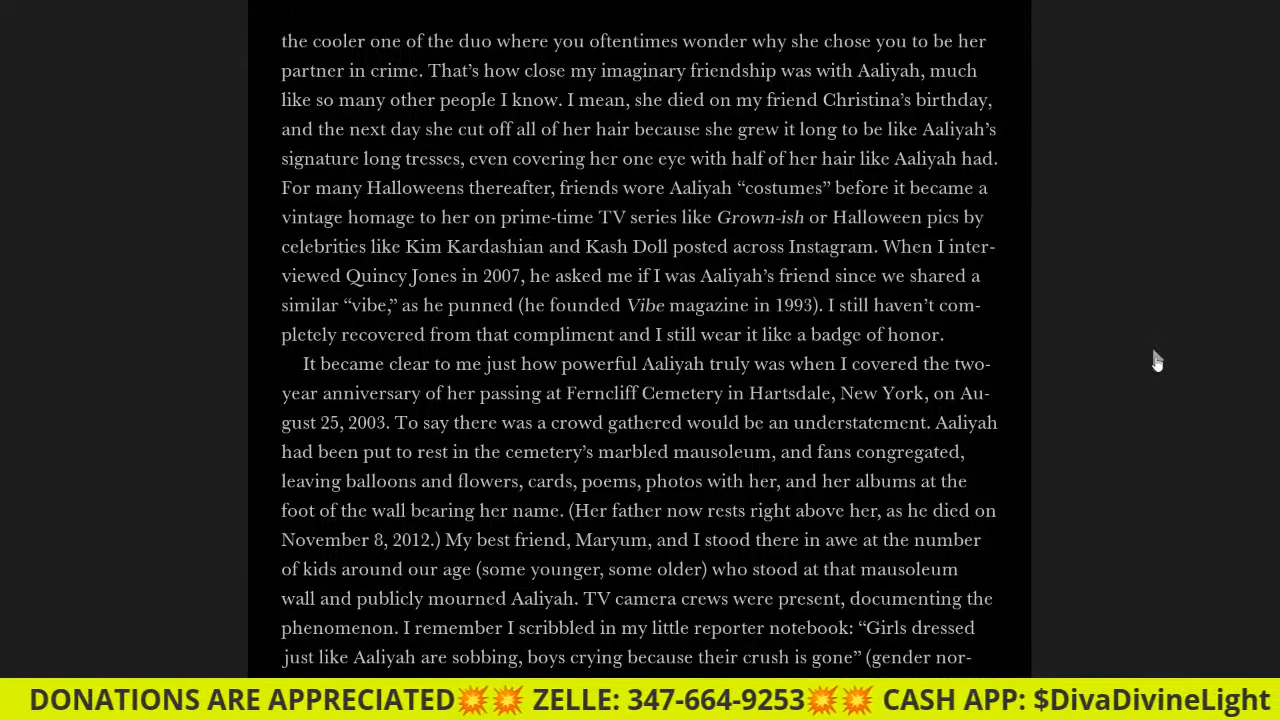 the cooler one of the duo where you oftentimes wonder why she chose you to be her
partner in crime. That’s how close my imaginary friendship was with Aaliyah, much
like so many other people I know. I mean, she died on my friend Christina’s birthday,
and the next day she cut off all of her hair because she grew it long to be like Aaliyah’s
signature long tresses, even covering her one eye with half of her hair like Aaliyah had.
For many Halloweens thereafter, friends wore Aaliyah “costumes” before it became a
vintage homage to her on prime-time TV series like Grown-ish or Halloween pics by
celebrities like Kim Kardashian and Kash Doll posted across Instagram. When I inter-
viewed Quincy Jones in 2007, he asked me if I was Aaliyah’s friend since we shared a
similar “vibe,” as he punned (he founded Vibe magazine in 1993). I still haven’t com-
pletely recovered from that compliment and I still wear it like a badge of honor.
It became clear to me just how powerful Aaliyah truly was when I covered the two-
year anniversary of her passing at Ferncliff Cemetery in Hartsdale, New York, on Au-
gust 25, 2003. To say there was a crowd gathered would be an understatement. Aaliyah
had been put to rest in the cemetery’s marbled mausoleum, and fans congregated,
leaving balloons and flowers, cards, poems, photos with her, and her albums at the
foot of the wall bearing her name. (Her father now rests right above her, as he died on
November 8, 2012.) My best friend, Maryum, and I stood there in awe at the number
of kids around our age (some younger, some older) who stood at that mausoleum
wall and publicly mourned Aaliyah. TV camera crews were present, documenting the
phenomenon. I remember I scribbled in my little reporter notebook: “Girls dressed
just like Aaliyah are sobbing, boys crying because their crush is gone” (gender nor-
DONATIONS ARE APPRECIATED💥💥 ZELLE: 347-664-9253💥💥 CASH APP: $DivaDivineLight